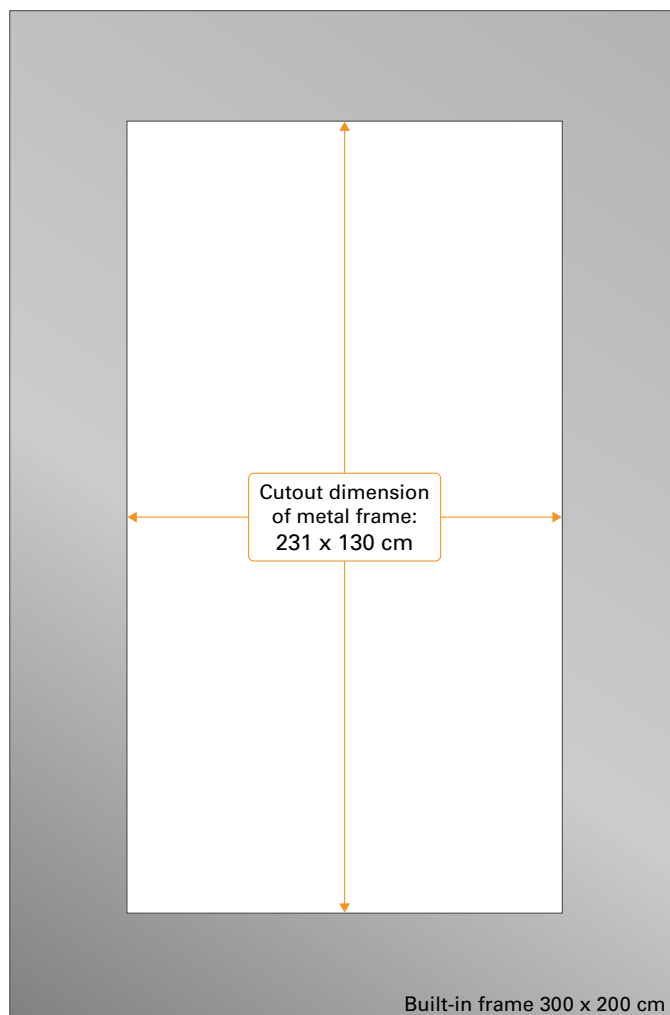 Cutout dimension
of metal frame:
231 x 130 cm
Built-in frame 300 x 200 cm